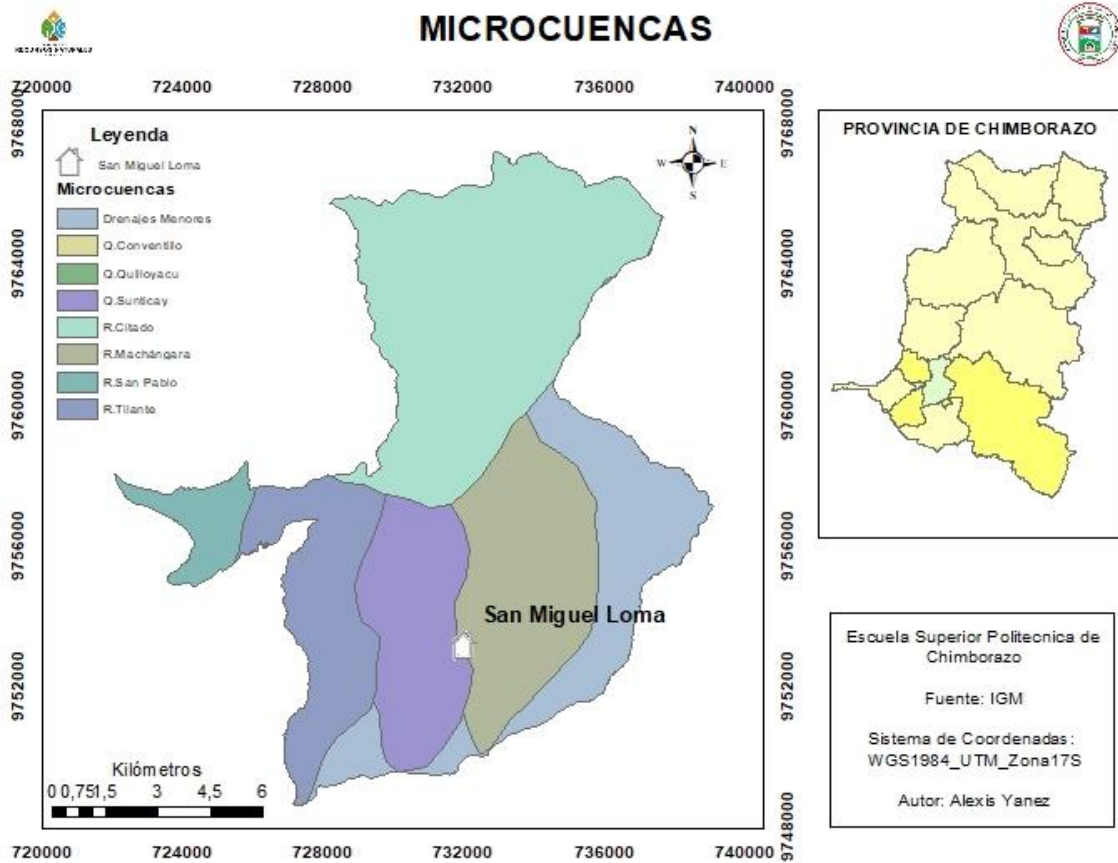 MICROCUENCAS
RECURSOS NATURALES
720000 724000 728000 732000 736000 740000
9768000
9764000
9760000
9756000
9752000
9768000
9764000
9760000
9756000
9752000
9748000
Leyenda
San Miguel Loma
Microcuencas
Drenajes Menores
Q.Conventillo
Q.Quilloyacu
Q.Sunticay
R.Citado
R.Machángara
R.San Pablo
R.Tilante
N
W E
S
San Miguel Loma
Kilómetros
0 0,751,5 3 4,5 6
720000 724000 728000 732000 736000 740000
PROVINCIA DE CHIMBORAZO
Escuela Superior Politecnica de
Chimborazo
Fuente: IGM
Sistema de Coordenadas:
WGS1984_UTM_Zona17S
Autor: Alexis Yanez